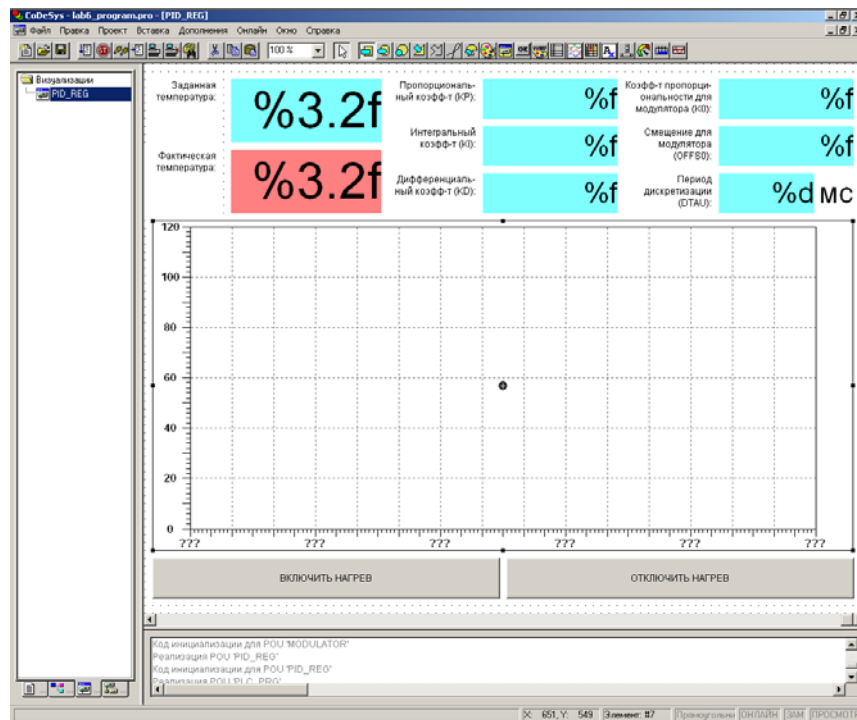 CoDeSys - lab6_program.pro - [PID_REG]
Файл Правка Проект Вставка Дополнения Онлайн Окно Справка
100 %
Визуализации
PID_REG
Заданная
температура:
%3.2f
Фактическая
температура:
%3.2f
Пропорциональ-
ный коэфф-т (KP):
%f
Интегральный
коэфф-т (KI):
%f
Дифференциаль-
ный коэфф-т (KD):
%f
Коэфф-т пропорци-
ональности для
модулятора (K0):
%f
Смещение для
модулятора
(OFFS0):
%f
Период
дискретизации
(DTAU):
%d мс
120
100
80
60
40
20
0
??? ??? ??? ??? ??? ???
ВКЛЮЧИТЬ НАГРЕВ
ОТКЛЮЧИТЬ НАГРЕВ
Код инициализации для POU 'MODULATOR'
Реализация POU 'PID_REG'
Код инициализации для POU 'PID_REG'
Реализация POU 'PLC_PRG'
X: 651, Y: 549 Элемент: #7 Прямоугольн ОНЛАЙН ЗАМ ПРОСМОТ